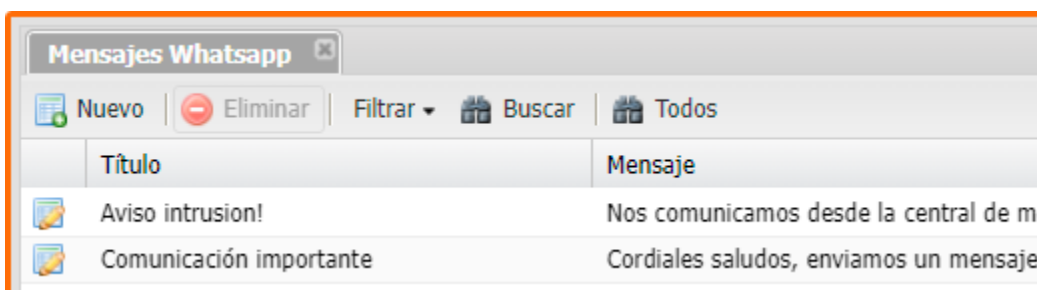 Mensajes Whatsapp
Nuevo Eliminar Filtrar Buscar Todos
Título Mensaje
Aviso intrusion! Nos comunicamos desde la central de m
Comunicación importante Cordiales saludos, enviamos un mensaje